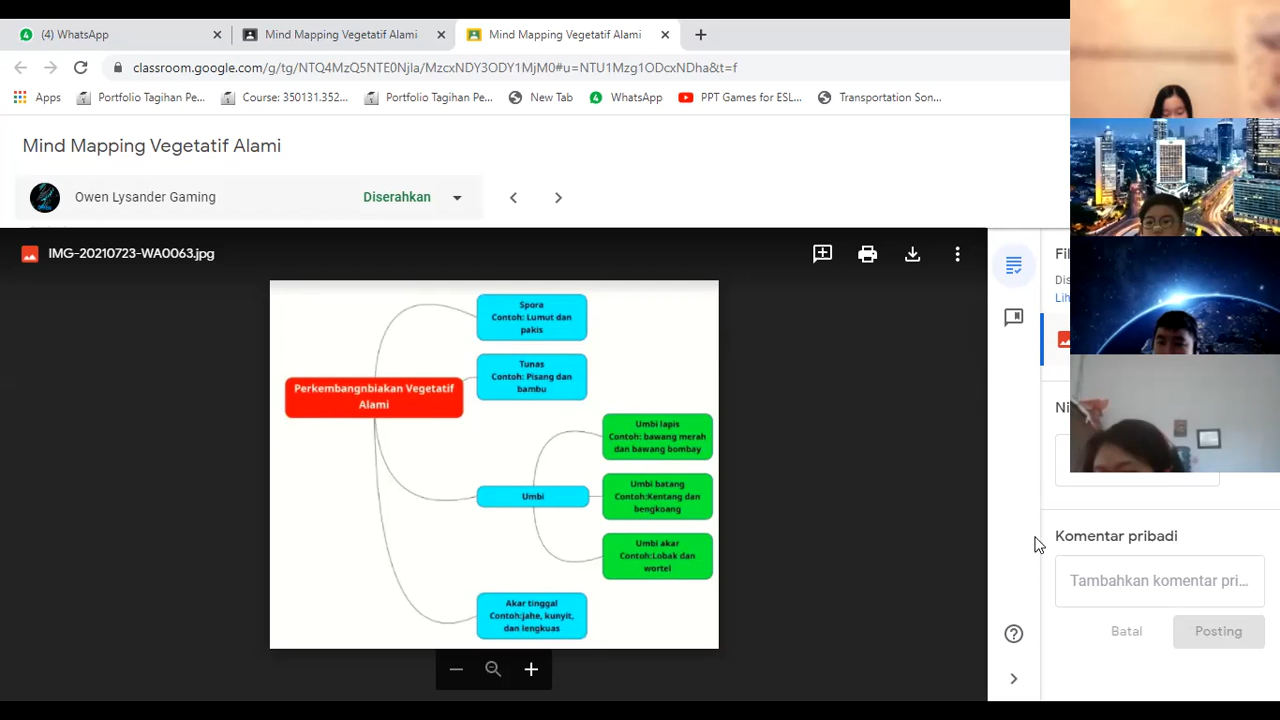 (4) WhatsApp
Mind Mapping Vegetatif Alami
Mind Mapping Vegetatif Alami
classroom.google.com/g/tg/NTQ4MzQ5NTE0NjIa/MzcxNDY3ODY1MjM0#u=NTU1Mzg1ODcxNDha&t=f
Apps
Portfolio Tagihan Pe...
Course: 350131.352...
Portfolio Tagihan Pe...
New Tab
WhatsApp
PPT Games for ESL...
Transportation Son...
Mind Mapping Vegetatif Alami
Owen Lysander Gaming
Diserahkan
IMG-20210723-WA0063.jpg
Spora
Contoh: Lumut dan
pakis
Tunas
Contoh: Pisang dan
bambu
Perkembangnbiakan Vegetatif
Alami
Umbi lapis
Contoh: bawang merah
dan bawang bombay
Umbi batang
Contoh:Kentang dan
bengkoang
Umbi
Umbi akar
Contoh:Lobak dan
wortel
Akar tinggal
Contoh:jahe, kunyit,
dan lengkuas
Komentar pribadi
Tambahkan komentar pri...
Batal
Posting